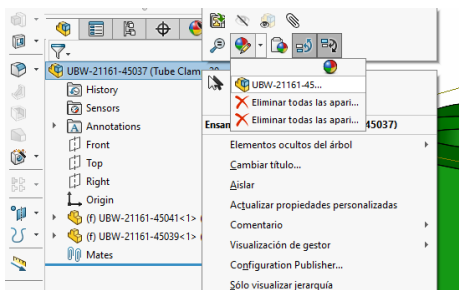 UBW-21161-45037 (Tube Clam
History
Sensors
Annotations
Front
Top
Right
Origin
(f) UBW-21161-45041<1> (
(f) UBW-21161-45039<1> (
Mates
UBW-21161-45...
Eliminar todas las apari...
Eliminar todas las apari...
Ensam 45037)
Elementos ocultos del árbol
Cambiar título...
Aislar
Actualizar propiedades personalizadas
Comentario
Visualización de gestor
Configuration Publisher...
Sólo visualizar jerarquía